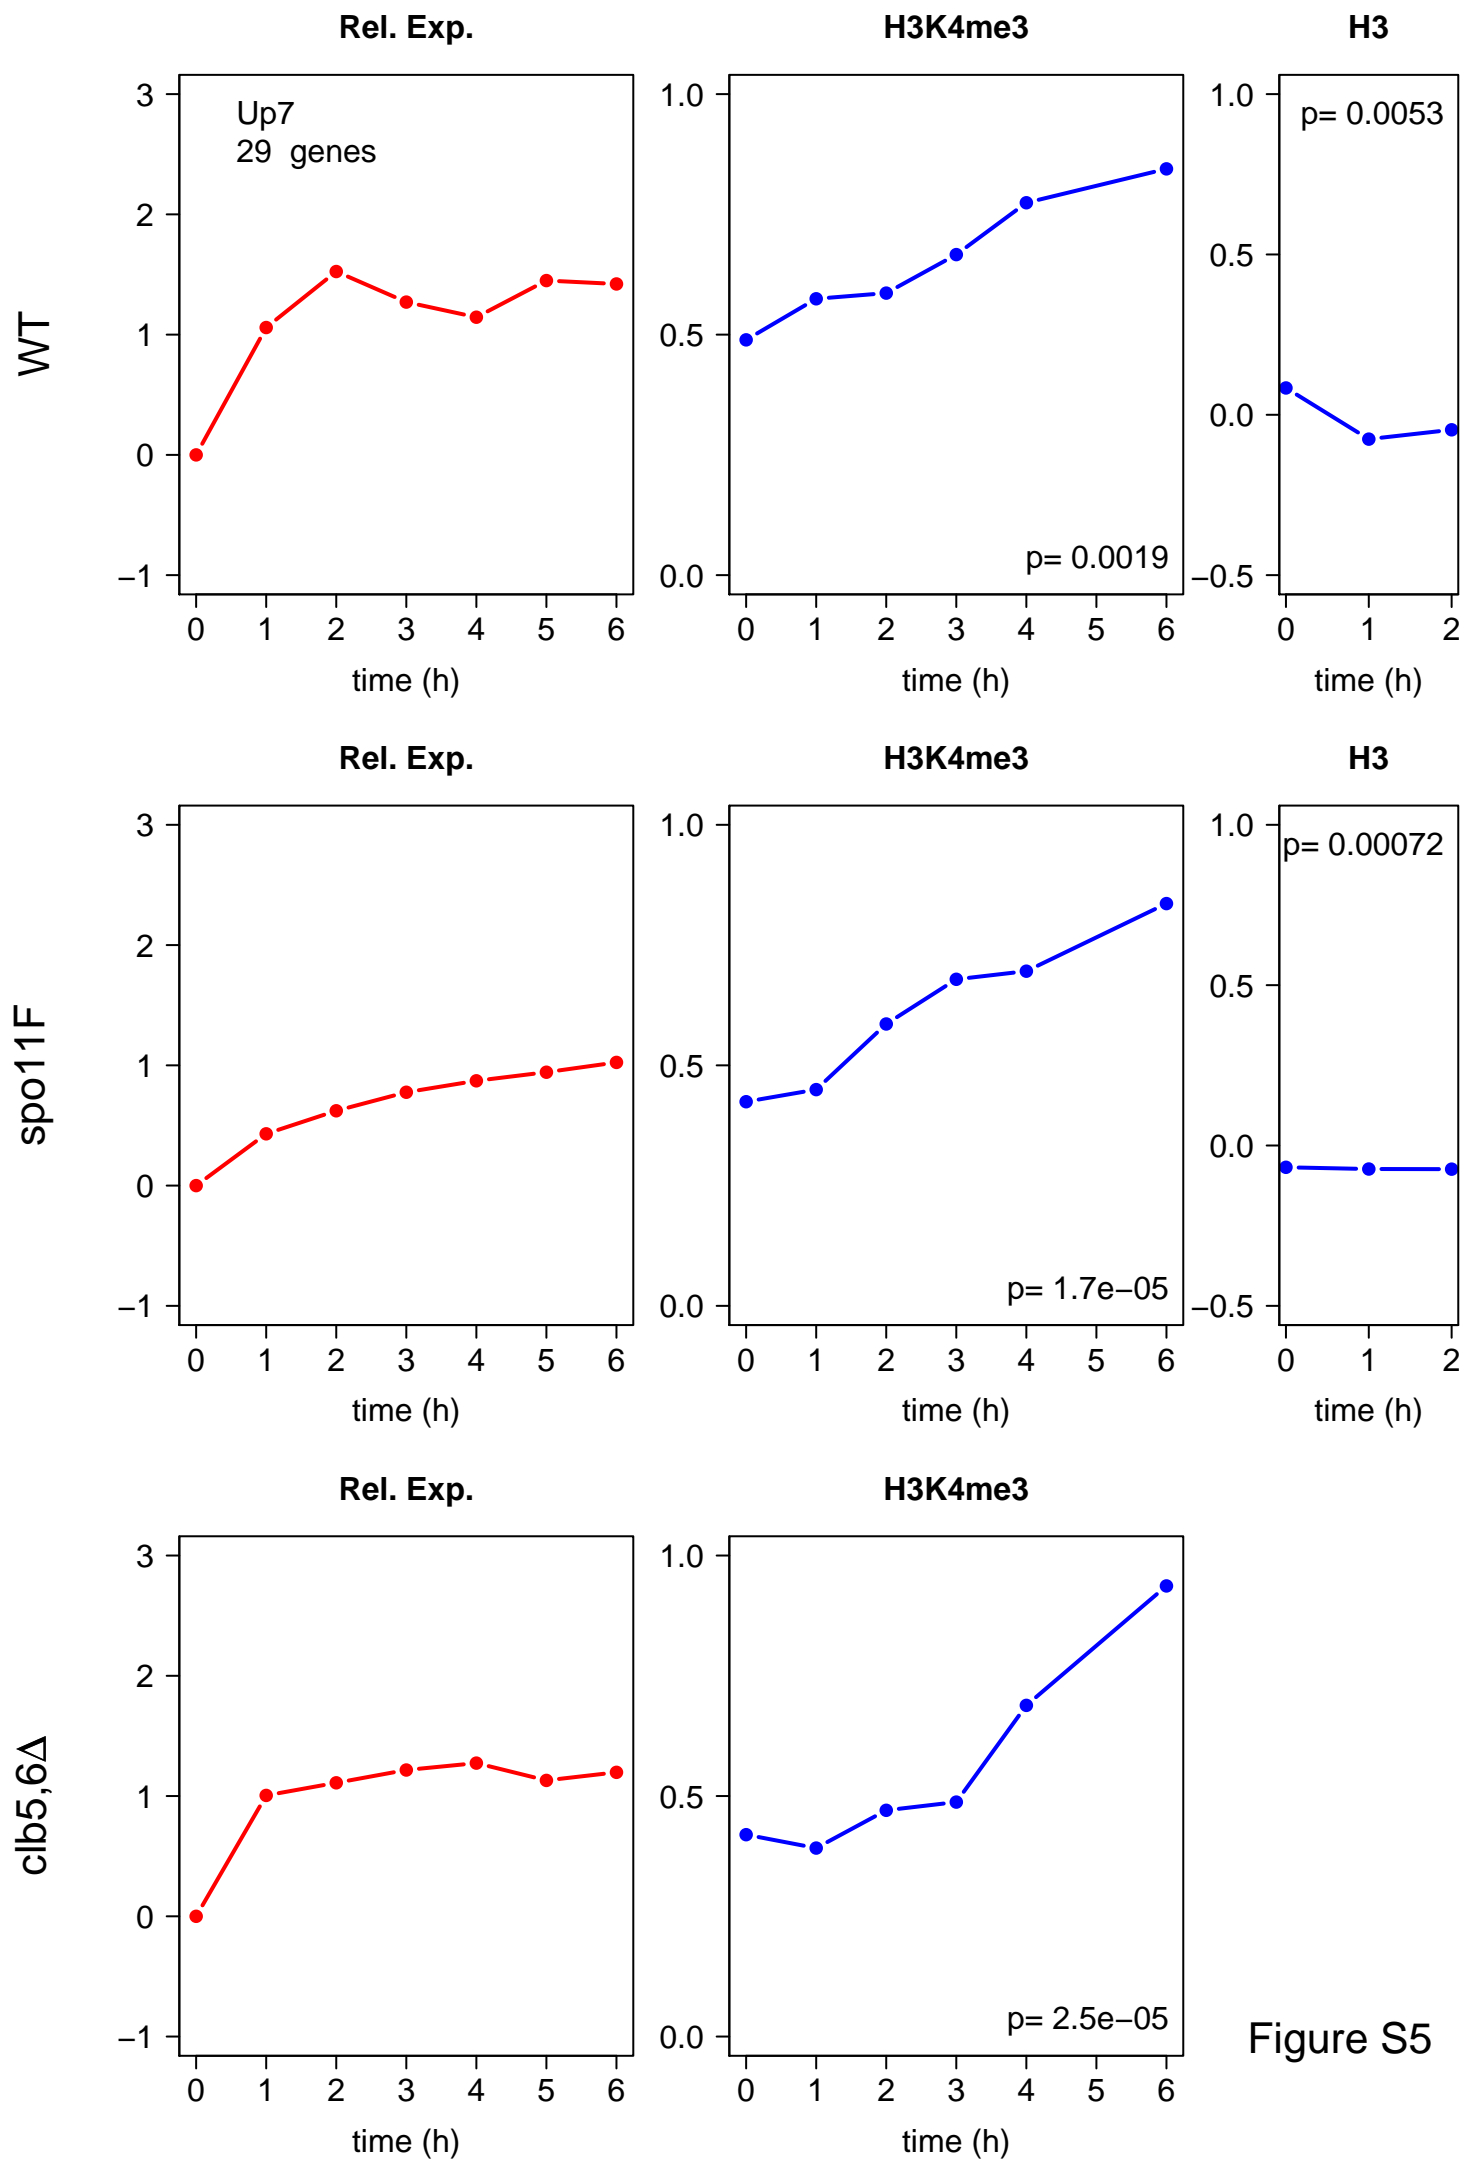 Rel. Exp.
H3K4me3
H3
WT
3
2
1
0
−1
Up7
29 genes
0 1 2 3 4 5 6
time (h)
1.0
0.5
0.0
p= 0.0019
0 1 2 3 4 5 6
time (h)
1.0
0.5
0.0
−0.5
p= 0.0053
0 1 2
time (h)
Rel. Exp.
H3K4me3
H3
spo11F
3
2
1
0
−1
0 1 2 3 4 5 6
time (h)
1.0
0.5
0.0
p= 1.7e−05
0 1 2 3 4 5 6
time (h)
1.0
0.5
0.0
−0.5
p= 0.00072
0 1 2
time (h)
Rel. Exp.
H3K4me3
clb5,6Δ
3
2
1
0
−1
0 1 2 3 4 5 6
time (h)
1.0
0.5
0.0
p= 2.5e−05
0 1 2 3 4 5 6
time (h)
Figure S5